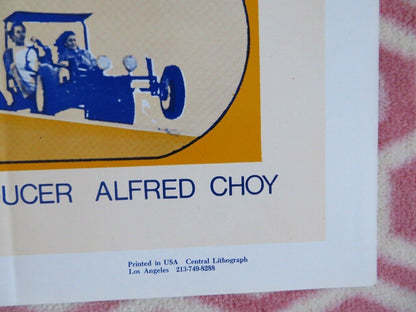 UCER ALFRED CHOY
Printed in USA Central Lithograph
Los Angeles 213-749-8288